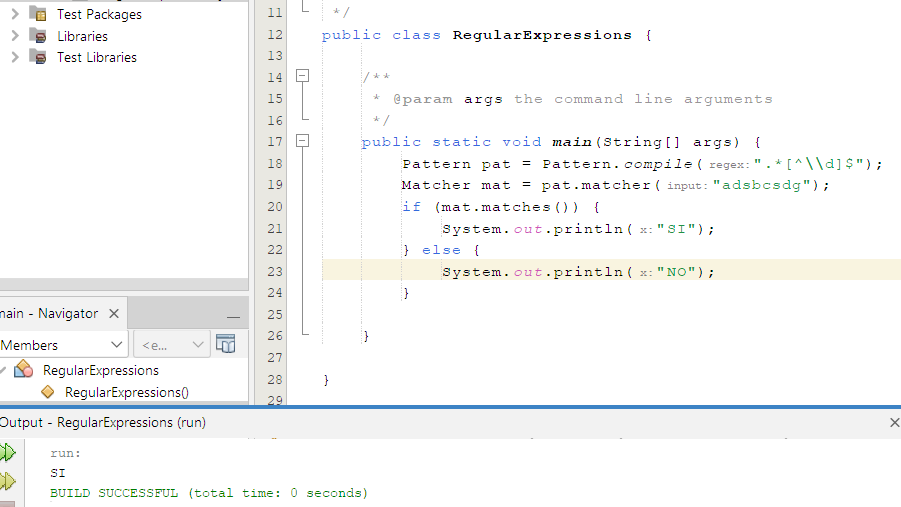 Test Packages
Libraries
Test Libraries
main - Navigator
Members
<e...
RegularExpressions
RegularExpressions()
11 */
12 public class RegularExpressions {
13
14 /**
15 * @param args the command line arguments
16 */
17 public static void main(String[] args) {
18 Pattern pat = Pattern.compile( regex: ".*[^\\d]$");
19 Matcher mat = pat.matcher( input: "adsbcsdg");
20 if (mat.matches()) {
21 System.out.println( x: "SI");
22 } else {
23 System.out.println( x: "NO");
24 }
25
26 }
27
28 }
29
Output - RegularExpressions (run)
run:
SI
BUILD SUCCESSFUL (total time: 0 seconds)